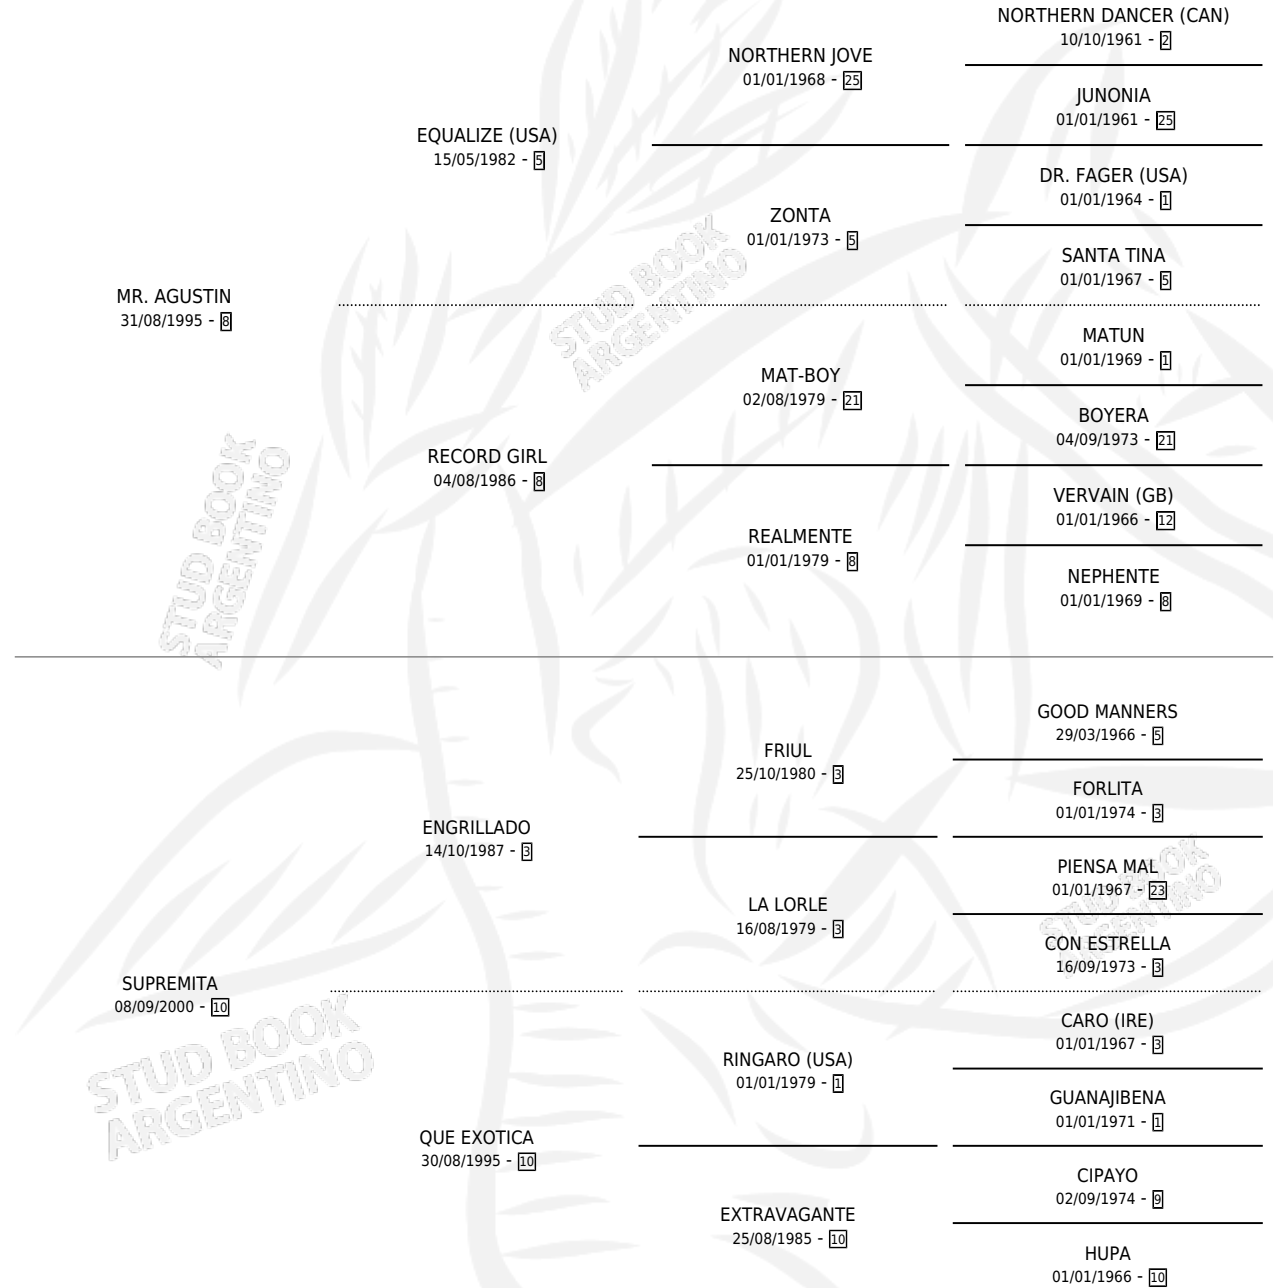 NORTHERN DANCER (CAN)
10/10/1961 - 2
NORTHERN JOVE
01/01/1968 - 25
JUNONIA
01/01/1961 - 25
EQUALIZE (USA)
15/05/1982 - 5
DR. FAGER (USA)
01/01/1964 - 1
ZONTA
01/01/1973 - 5
SANTA TINA
01/01/1967 - 5
STUD BOOK
ARGENTINO
MR. AGUSTIN
31/08/1995 - 8
MATUN
01/01/1969 - 1
MAT-BOY
02/08/1979 - 21
BOYERA
04/09/1973 - 21
RECORD GIRL
04/08/1986 - 8
VERVAIN (GB)
01/01/1966 - 12
REALMENTE
01/01/1979 - 8
NEPHENTE
01/01/1969 - 8
STUD BOOK
ARGENTINO
GOOD MANNERS
29/03/1966 - 5
FRIUL
25/10/1980 - 3
FORLITA
01/01/1974 - 3
ENGRILLADO
14/10/1987 - 3
PIENSA MAL
01/01/1967 - 23
LA LORLE
16/08/1979 - 3
CON ESTRELLA
16/09/1973 - 3
STUD BOOK
ARGENTINO
SUPREMITA
08/09/2000 - 10
CARO (IRE)
01/01/1967 - 3
RINGARO (USA)
01/01/1979 - 1
GUANAJIBENA
01/01/1971 - 1
STUD BOOK
ARGENTINO
QUE EXOTICA
30/08/1995 - 10
CIPAYO
02/09/1974 - 9
EXTRAVAGANTE
25/08/1985 - 10
HUPA
01/01/1966 - 10